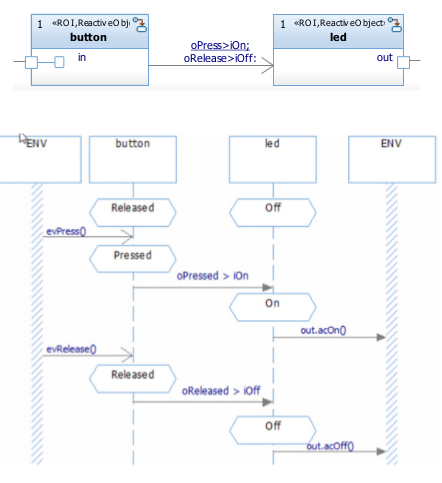 1 «ROI,ReactiveObj
button
in
oPress>iOn;
oRelease>iOff:
1 «ROI,ReactiveObject»
led
out
ENV
button
led
ENV
Released
Off
evPress()
Pressed
oPressed > iOn
On
out.acOn()
evRelease()
Released
oReleased > iOff
Off
out.acOff()